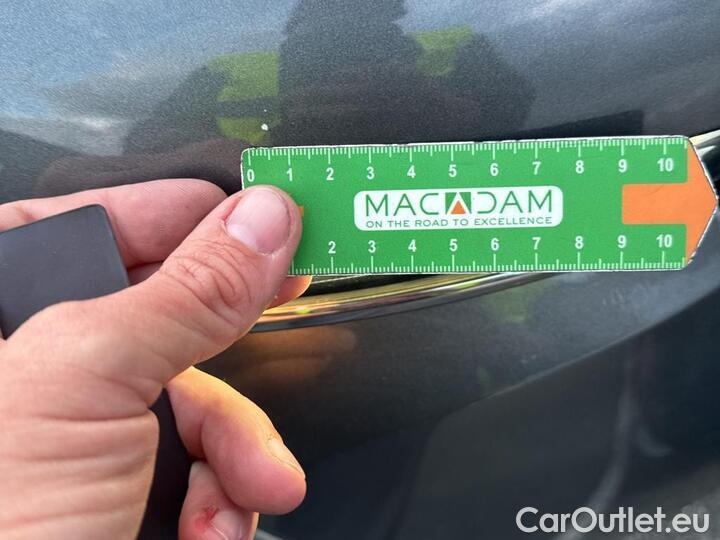 0 1 2 3 4 5 6 7 8 9 10
MACADAM
ON THE ROAD TO EXCELLENCE
2 3 4 5 6 7 8 9 10
CarOutlet.eu